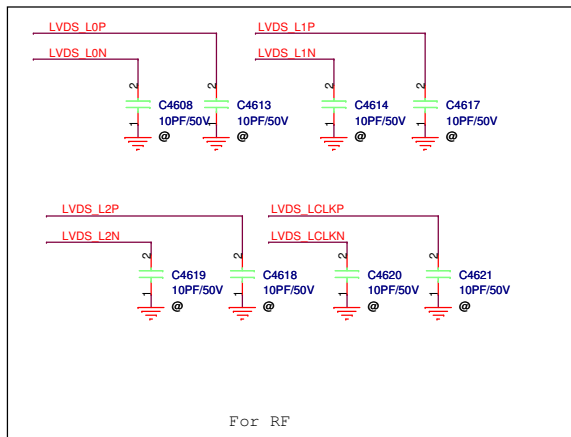 LVDS_L0P LVDS_L1P
LVDS_L0N LVDS_L1N
2 2 2 2
C4608 C4613 C4614 C4617
1 10PF/50V 1 10PF/50V 1 10PF/50V 1 10PF/50V
@ @ @ @
LVDS_L2P LVDS_LCLKP
LVDS_L2N LVDS_LCLKN
2 2 2 2
C4619 C4618 C4620 C4621
1 10PF/50V 1 10PF/50V 1 10PF/50V 1 10PF/50V
@ @ @ @
For RF